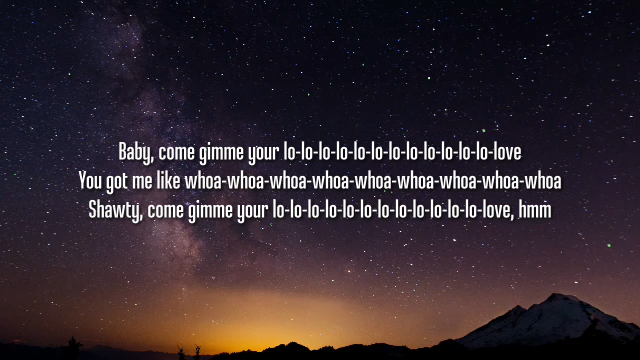 Baby, come gimme your lo-lo-lo-lo-lo-lo-lo-lo-lo-lo-lo-lo-love
You got me like whoa-whoa-whoa-whoa-whoa-whoa-whoa-whoa-whoa
Shawty, come gimme your lo-lo-lo-lo-lo-lo-lo-lo-lo-lo-lo-lo-love, hmm